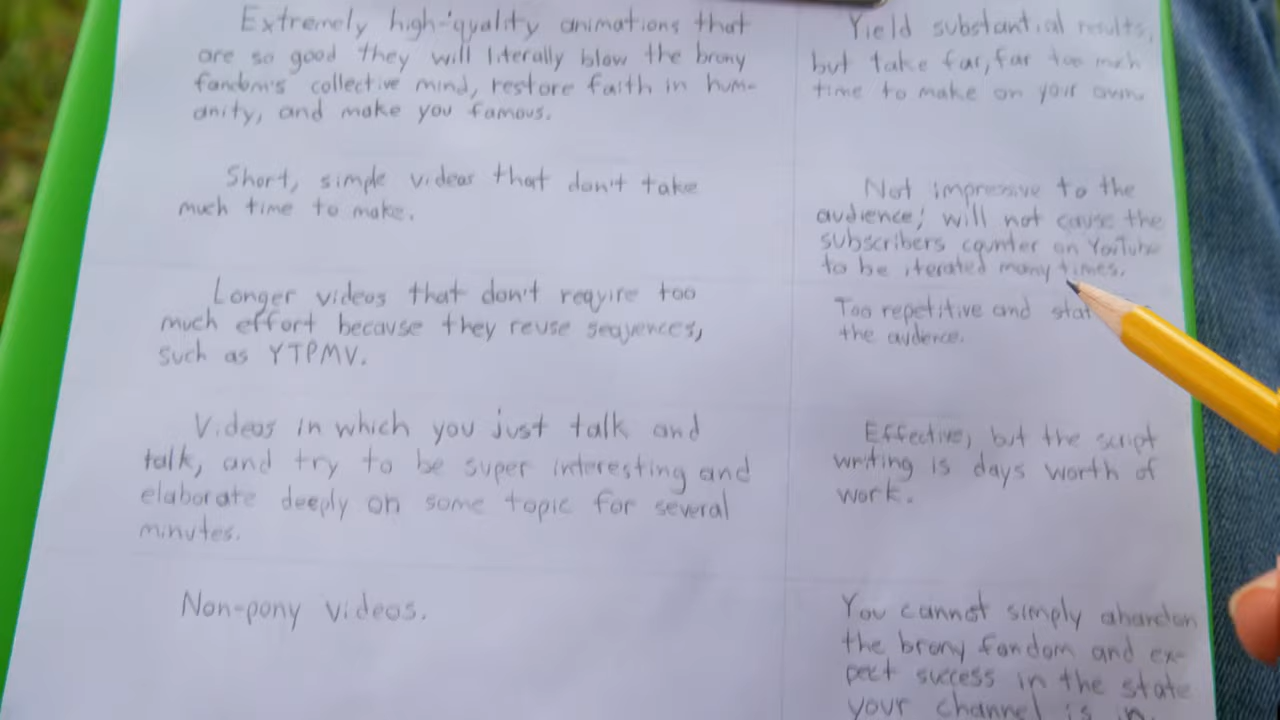 Extremely high-quality animations that
are so good they will literally blow the brony
fandom's collective mind, restore faith in hum-
anity, and make you famous.
Yield substantial results,
but take far, far too much
time to make on your own.
Short, simple videos that don't take
much time to make.
Not impressive to the
audience; will not cause the
subscribers counter on YouTube
to be iterated many times.
Longer videos that don't require too
much effort because they reuse sequences,
such as YTPMV.
Too repetitive and
the audience.
Videos in which you just talk and
talk, and try to be super interesting and
elaborate deeply on some topic for several
minutes.
Effective, but the script
writing is days worth of
work.
Non-pony videos.
You cannot simply abandon
the brony fandom and ex-
pect success in the state
your channel is in.